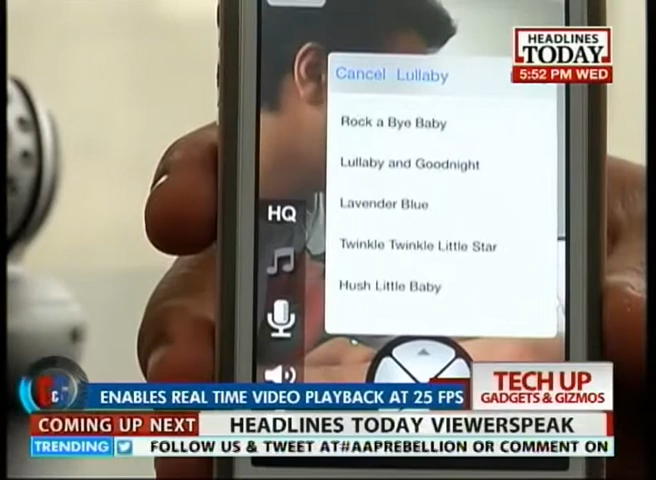 HEADLINES
TODAY
5:52 PM WED
Cancel Lullaby
Rock a Bye Baby
Lullaby and Goodnight
Lavender Blue
Twinkle Twinkle Little Star
Hush Little Baby
HQ
ENABLES REAL TIME VIDEO PLAYBACK AT 25 FPS
TECH UP
GADGETS & GIZMOS
COMING UP NEXT
HEADLINES TODAY VIEWERSPEAK
TRENDING
FOLLOW US & TWEET AT#AAPREBELLION OR COMMENT ON